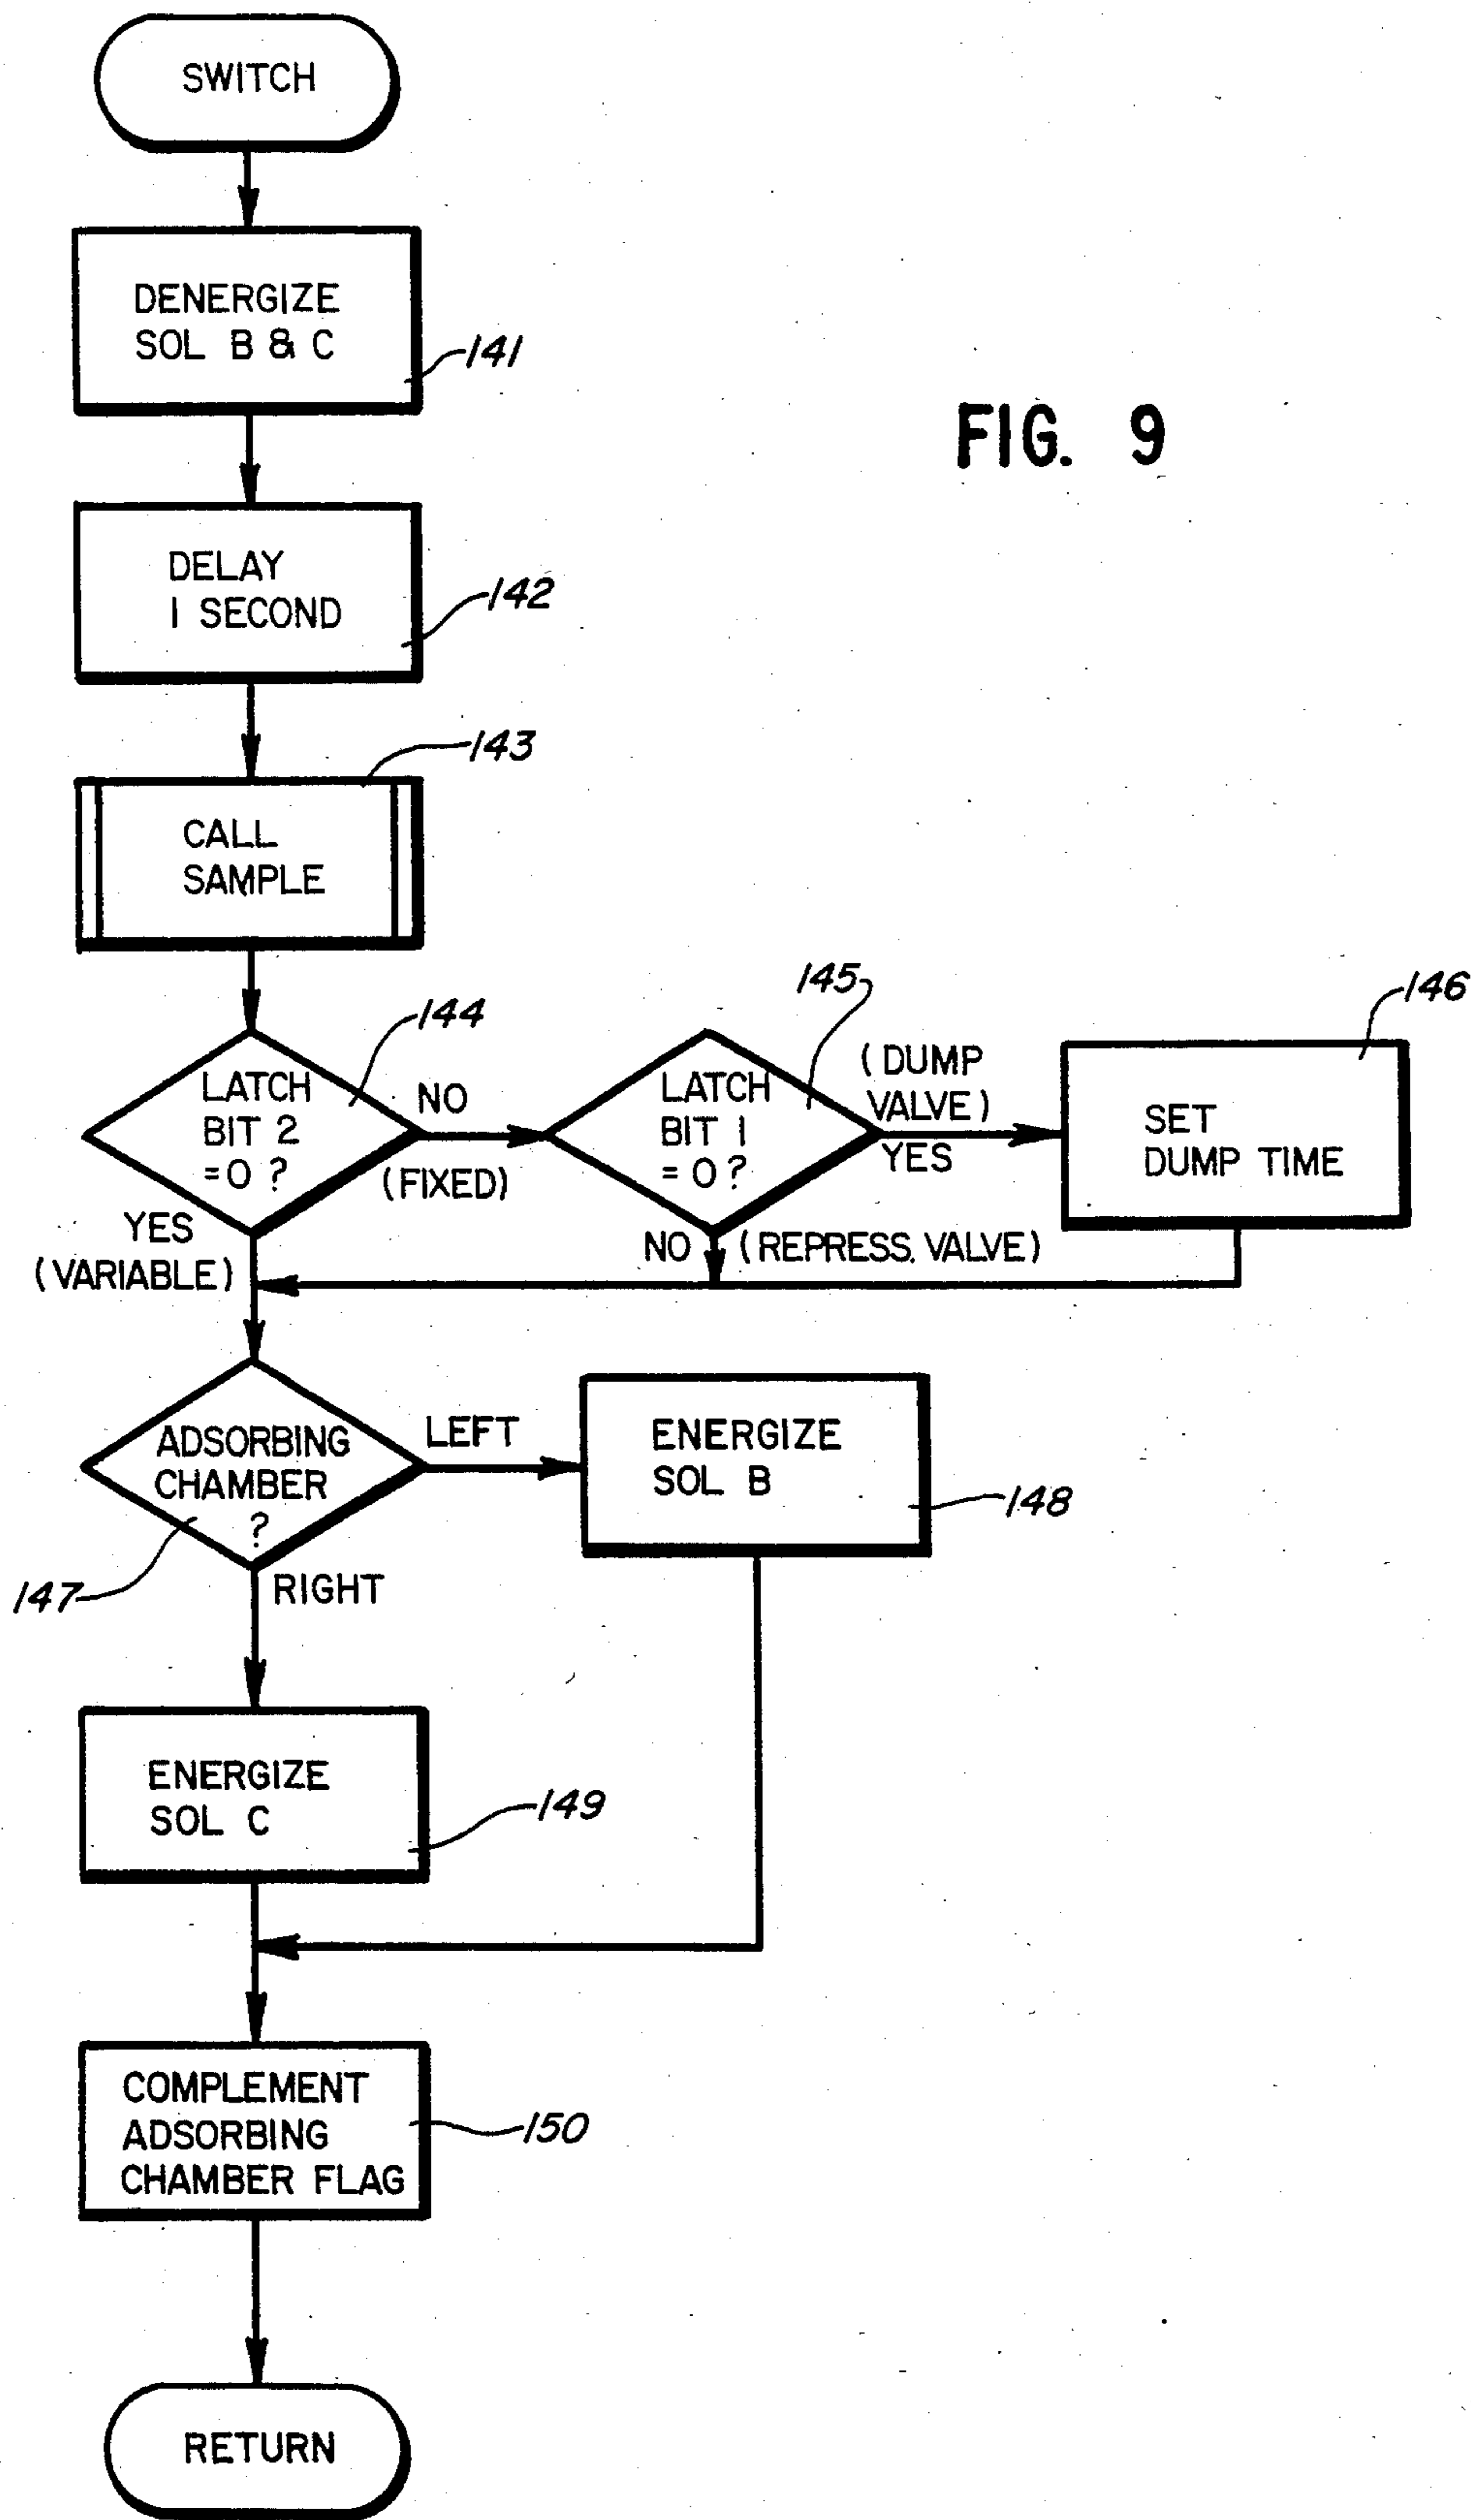 SWITCH
DENERGIZE
SOL B & C
141
FIG. 9
DELAY
1 SECOND
142
143
CALL
SAMPLE
144
145
146
LATCH
BIT 2
=0 ?
NO
(FIXED)
LATCH
BIT 1
= 0 ?
(DUMP
VALVE)
YES
SET
DUMP TIME
YES
(VARIABLE)
NO
(REPRESS. VALVE)
ADSORBING
CHAMBER
?
LEFT
ENERGIZE
SOL B
148
147
RIGHT
ENERGIZE
SOL C
149
COMPLEMENT
ADSORBING
CHAMBER FLAG
150
RETURN